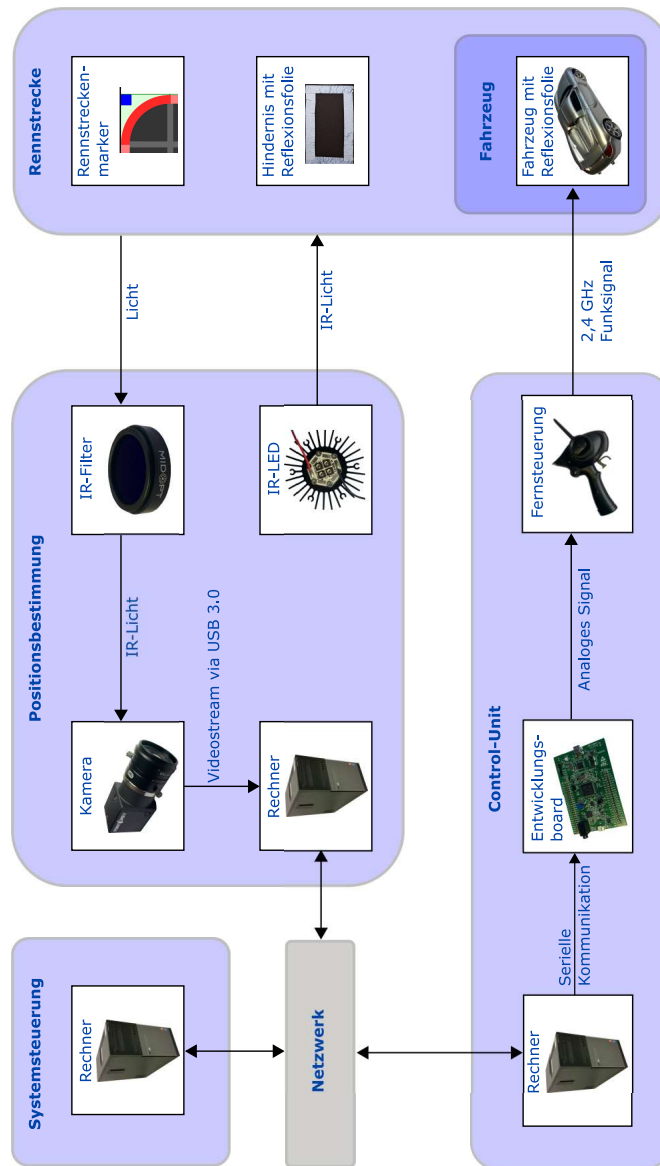 Systemsteuerung
Rechner
Netzwerk
Positionsbestimmung
Kamera
IR-Licht
IR-Filter
MIDOPT
Videostream via USB 3.0
Rechner
IR-LED
Licht
IR-Licht
Rennstrecke
Rennstrecken-
marker
Hindernis mit
Reflexionsfolie
Fahrzeug
Fahrzeug mit
Reflexionsfolie
Control-Unit
Rechner
Serielle
Kommunikation
Entwicklungs-
board
Analoges Signal
Fernsteuerung
2,4 GHz
Funksignal